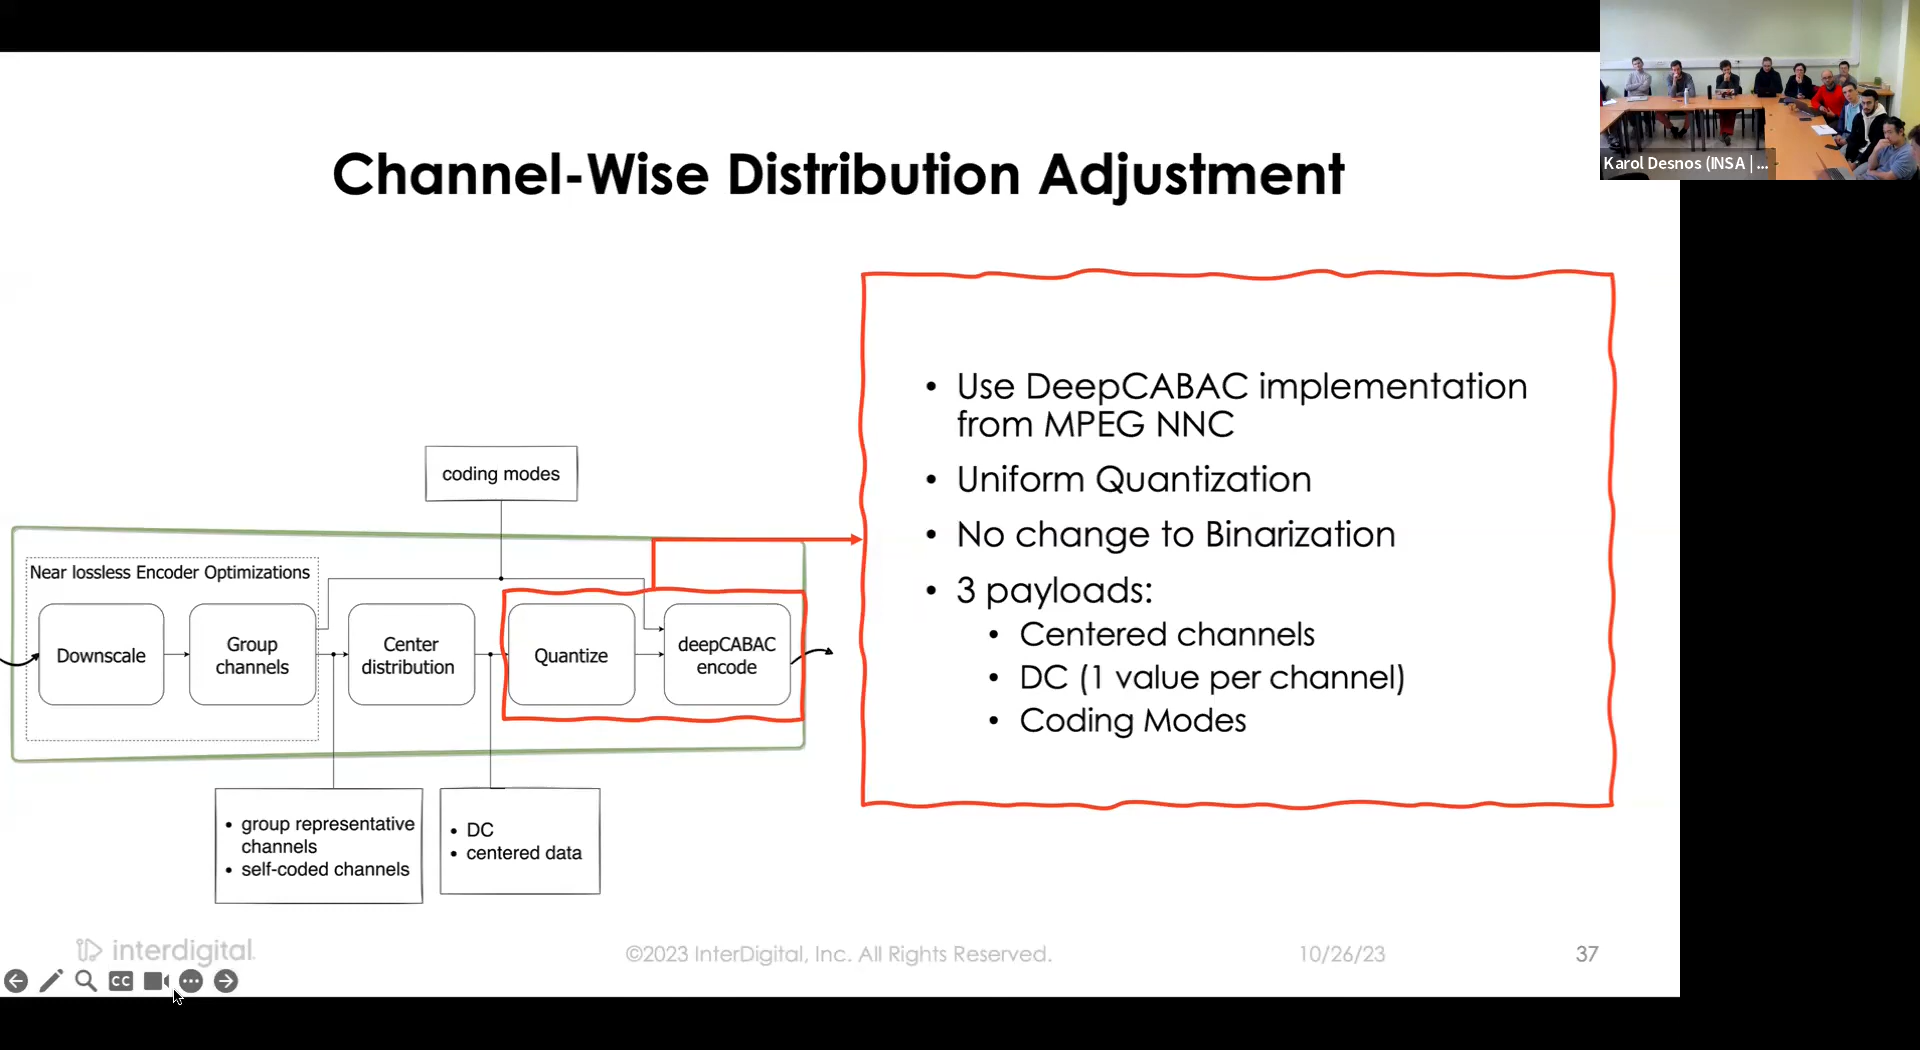 Karol Desnos (INSA | ...
Channel-Wise Distribution Adjustment
• Use DeepCABAC implementation
from MPEG NNC
• Uniform Quantization
• No change to Binarization
• 3 payloads:
• Centered channels
• DC (1 value per channel)
• Coding Modes
coding modes
Near lossless Encoder Optimizations
Downscale
Group
channels
Center
distribution
Quantize
deepCABAC
encode
• group representative
channels
• self-coded channels
• DC
• centered data
interdigital.
©2023 InterDigital, Inc. All Rights Reserved.
10/26/23
37
CC